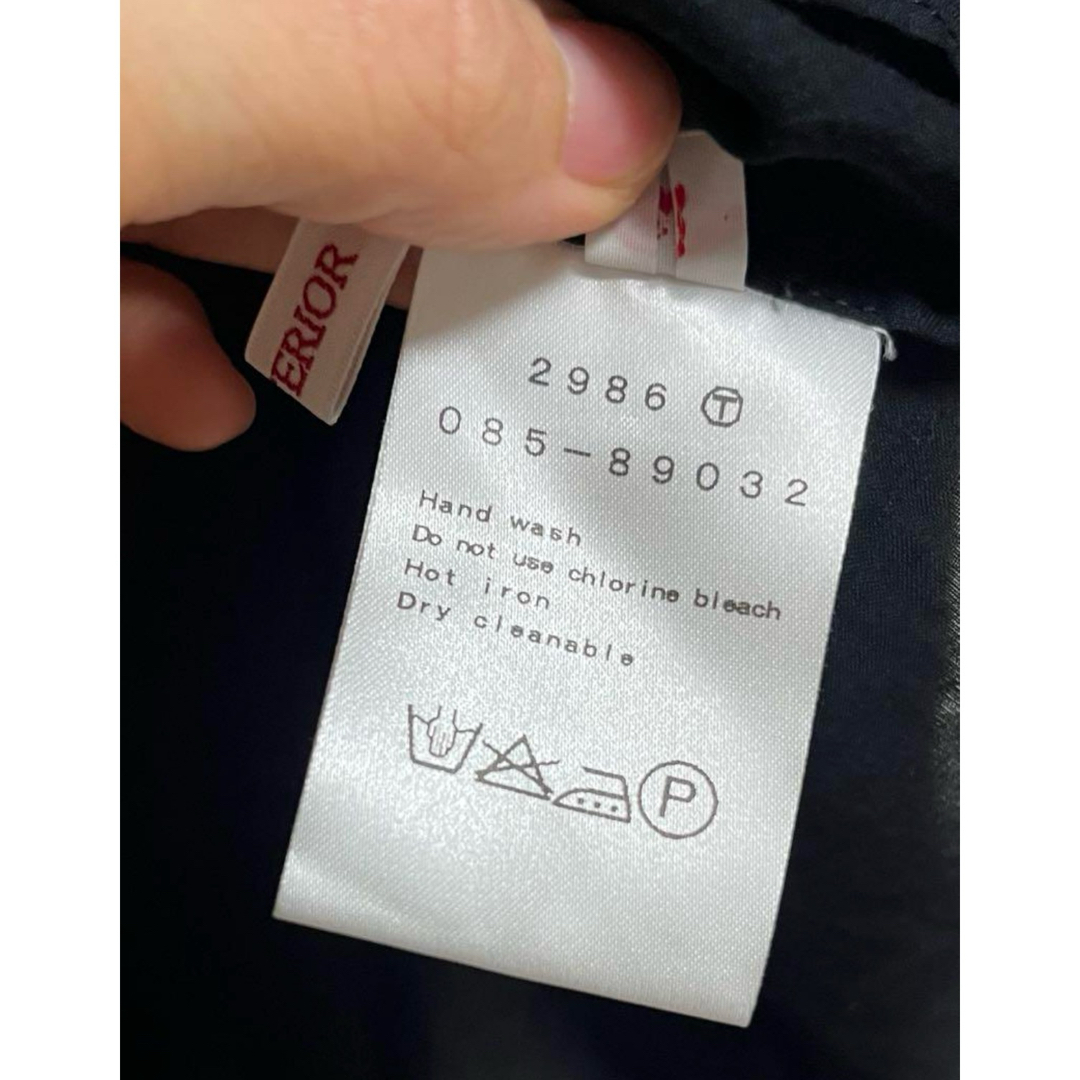 ERIOR
2986 Ⓣ
085-89032
Hand wash
Do not use chlorine bleach
Hot iron
Dry cleanable
P